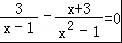 3/(x − 1) − (x+3)/(x² − 1) =0